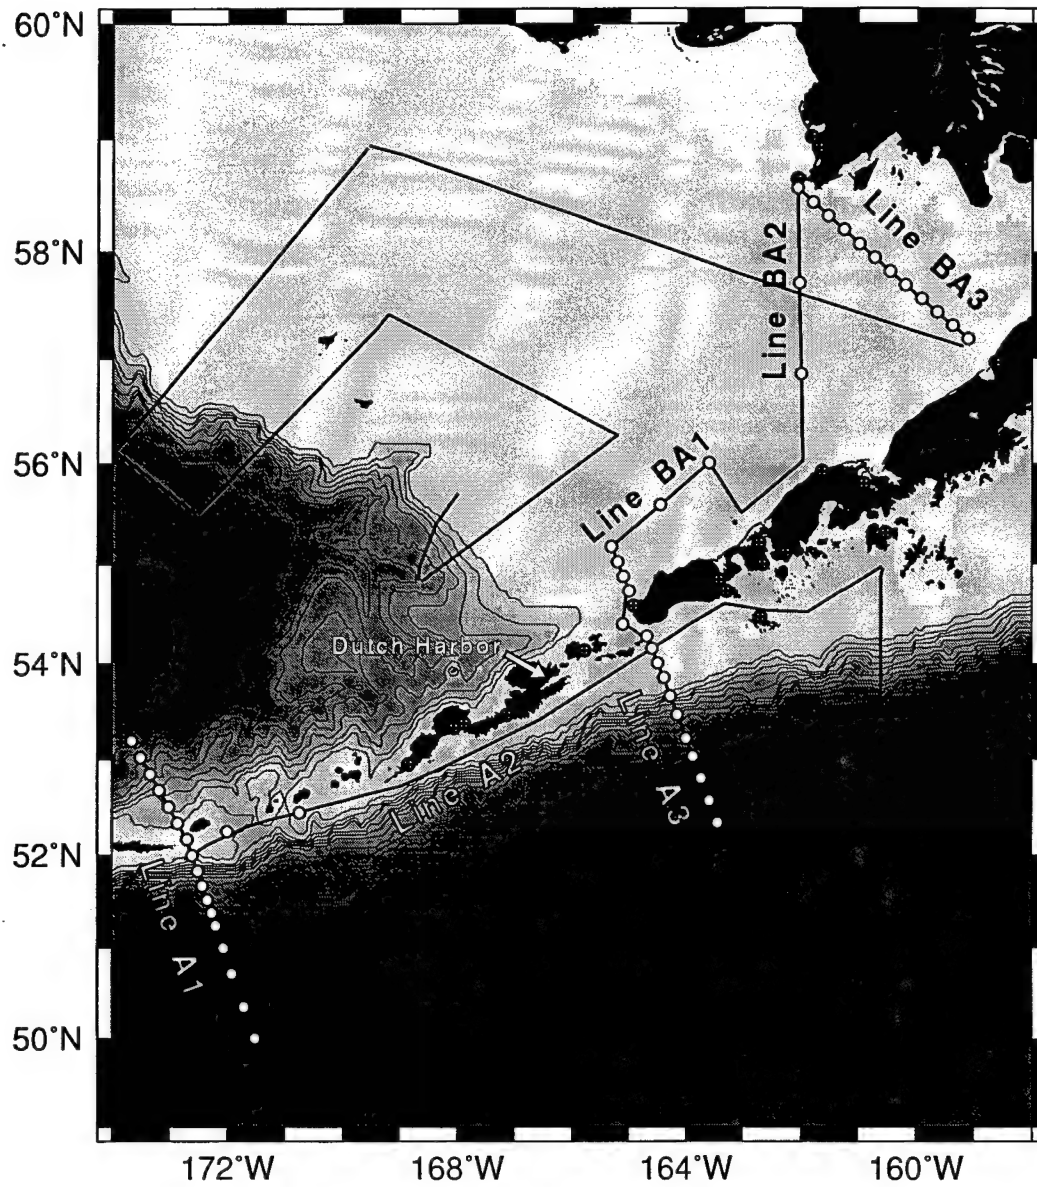 60°N
58°N
56°N
54°N
52°N
50°N
172°W
168°W
164°W
160°W
Line BA3
Line BA2
Line BA1
Dutch Harbor
Line A2
Line A3
Line A1